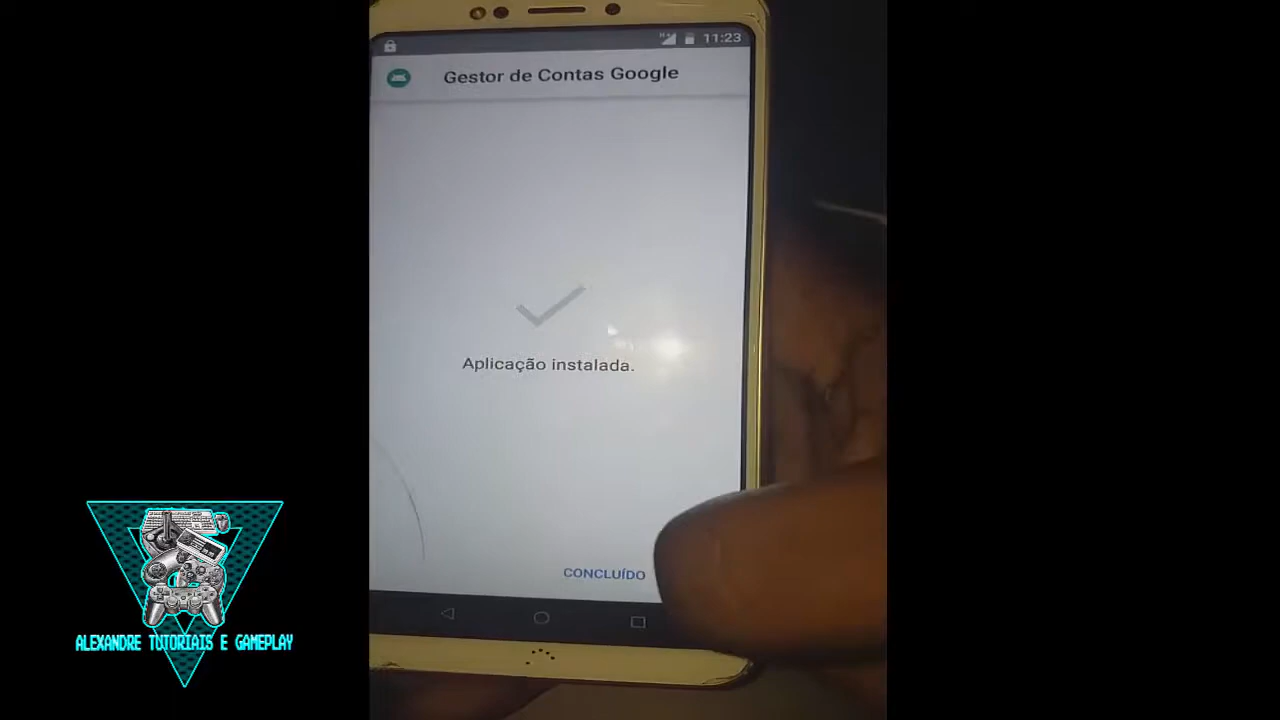 11:23
Gestor de Contas Google
Aplicação instalada.
CONCLUÍDO
ALEXANDRE TUTORIAIS E GAMEPLAY